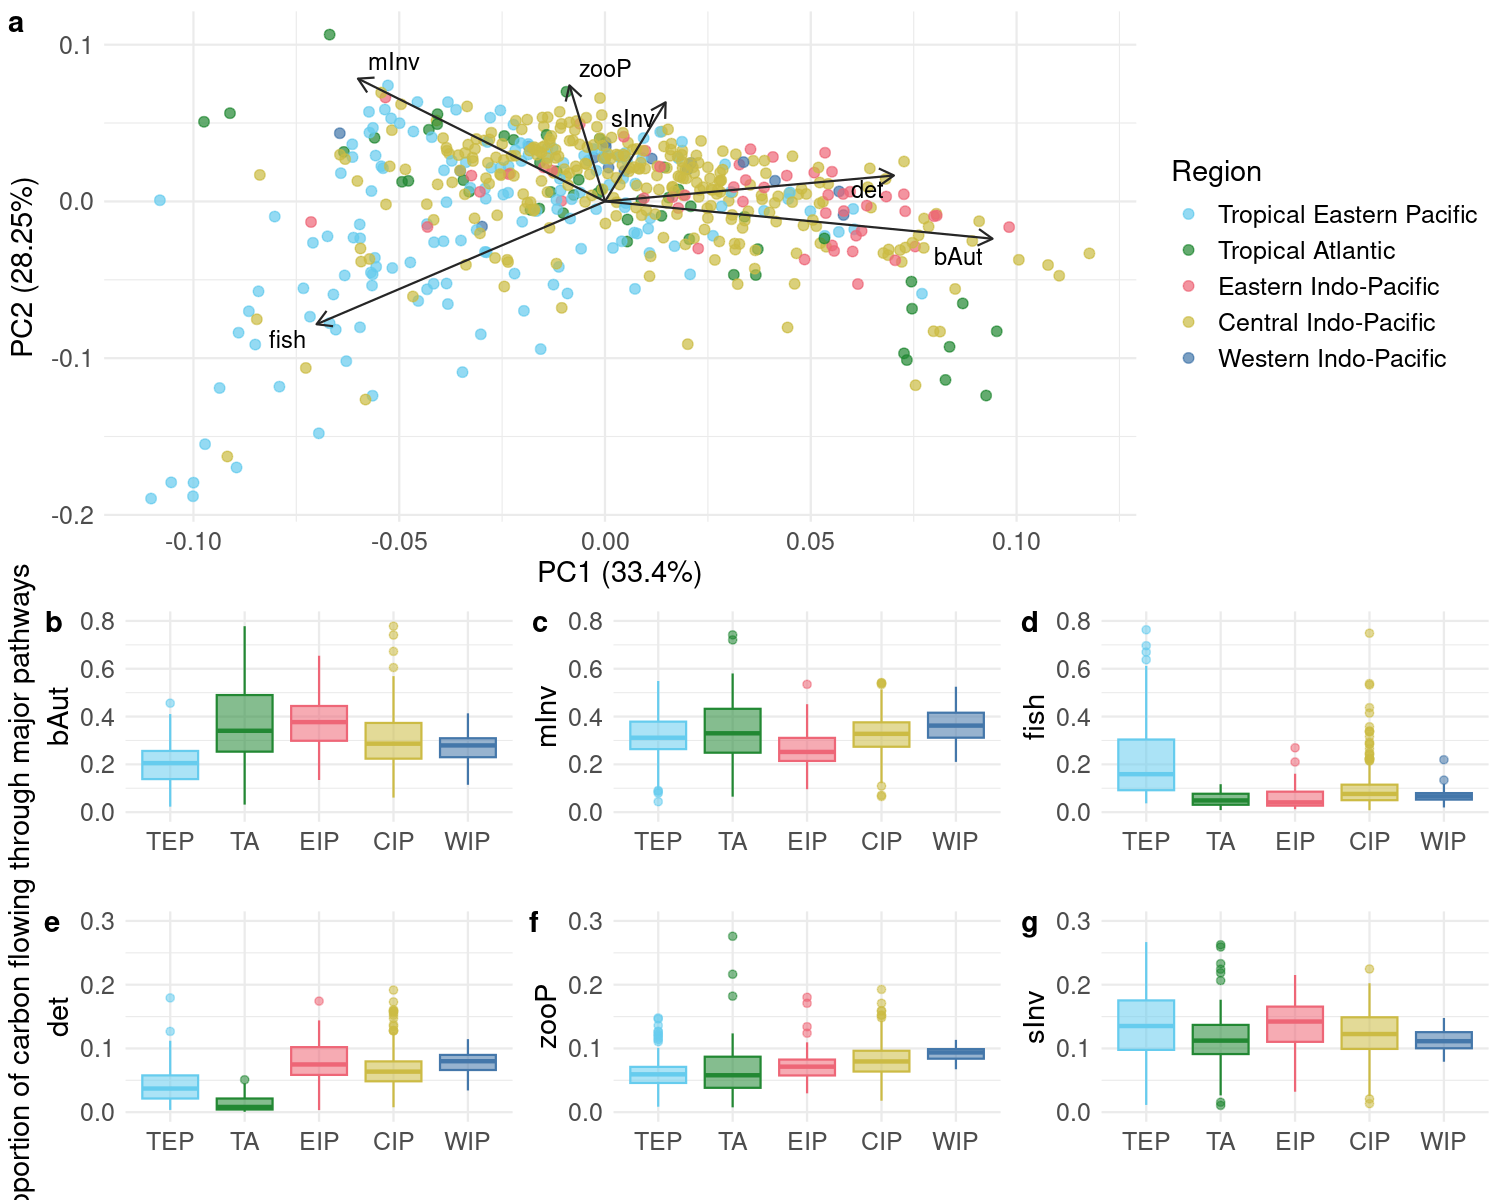 a
0.1
0.0
-0.1
-0.2
PC2 (28.25%)
mInv
zooP
sInv
det
bAut
fish
-0.10 -0.05 0.00 0.05 0.10
PC1 (33.4%)
Region
Tropical Eastern Pacific
Tropical Atlantic
Eastern Indo-Pacific
Central Indo-Pacific
Western Indo-Pacific
portion of carbon flowing through major pathways
b
bAut
0.8
0.6
0.4
0.2
0.0
TEP TA EIP CIP WIP
c
mInv
0.8
0.6
0.4
0.2
0.0
TEP TA EIP CIP WIP
d
fish
0.8
0.6
0.4
0.2
0.0
TEP TA EIP CIP WIP
e
det
0.3
0.2
0.1
0.0
TEP TA EIP CIP WIP
f
zooP
0.3
0.2
0.1
0.0
TEP TA EIP CIP WIP
g
sInv
0.3
0.2
0.1
0.0
TEP TA EIP CIP WIP